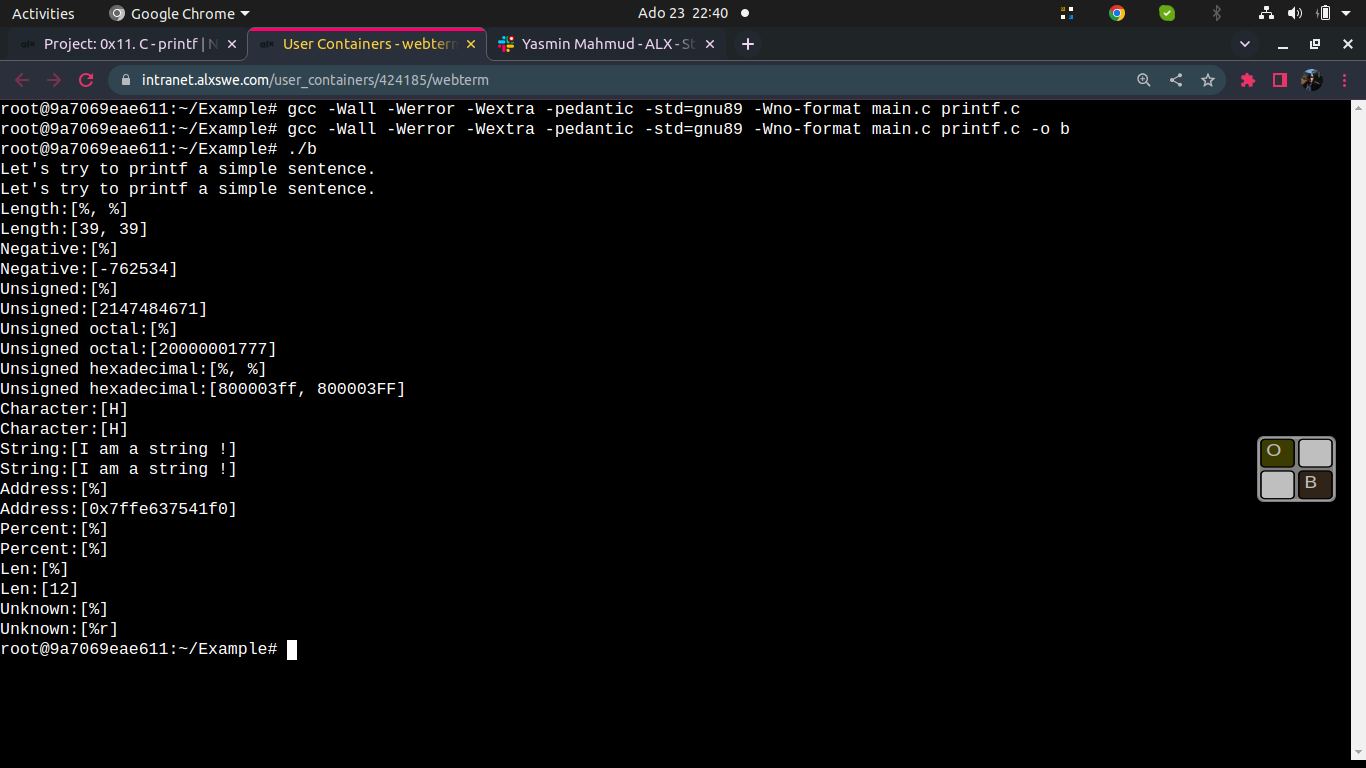 Activities Google Chrome Ado 23 22:40
Project: 0x11. C - printf | N User Containers - webterm Yasmin Mahmud - ALX - St
intranet.alxswe.com/user_containers/424185/webterm
root@9a7069eae611:~/Example# gcc -Wall -Werror -Wextra -pedantic -std=gnu89 -Wno-format main.c printf.c
root@9a7069eae611:~/Example# gcc -Wall -Werror -Wextra -pedantic -std=gnu89 -Wno-format main.c printf.c -o b
root@9a7069eae611:~/Example# ./b
Let's try to printf a simple sentence.
Let's try to printf a simple sentence.
Length:[%, %]
Length:[39, 39]
Negative:[%]
Negative:[-762534]
Unsigned:[%]
Unsigned:[2147484671]
Unsigned octal:[%]
Unsigned octal:[20000001777]
Unsigned hexadecimal:[%, %]
Unsigned hexadecimal:[800003ff, 800003FF]
Character:[H]
Character:[H]
String:[I am a string !]
String:[I am a string !]
Address:[%]
Address:[0x7ffe637541f0]
Percent:[%]
Percent:[%]
Len:[%]
Len:[12]
Unknown:[%]
Unknown:[%r]
root@9a7069eae611:~/Example#
O
B